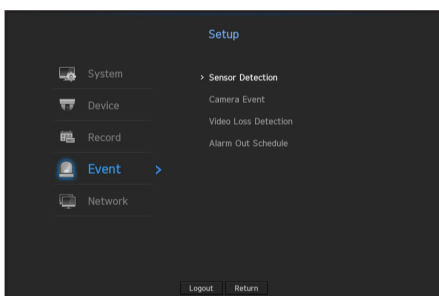 Setup
System
Device
Record
Event >
Network
> Sensor Detection
Camera Event
Video Loss Detection
Alarm Out Schedule
Logout Return